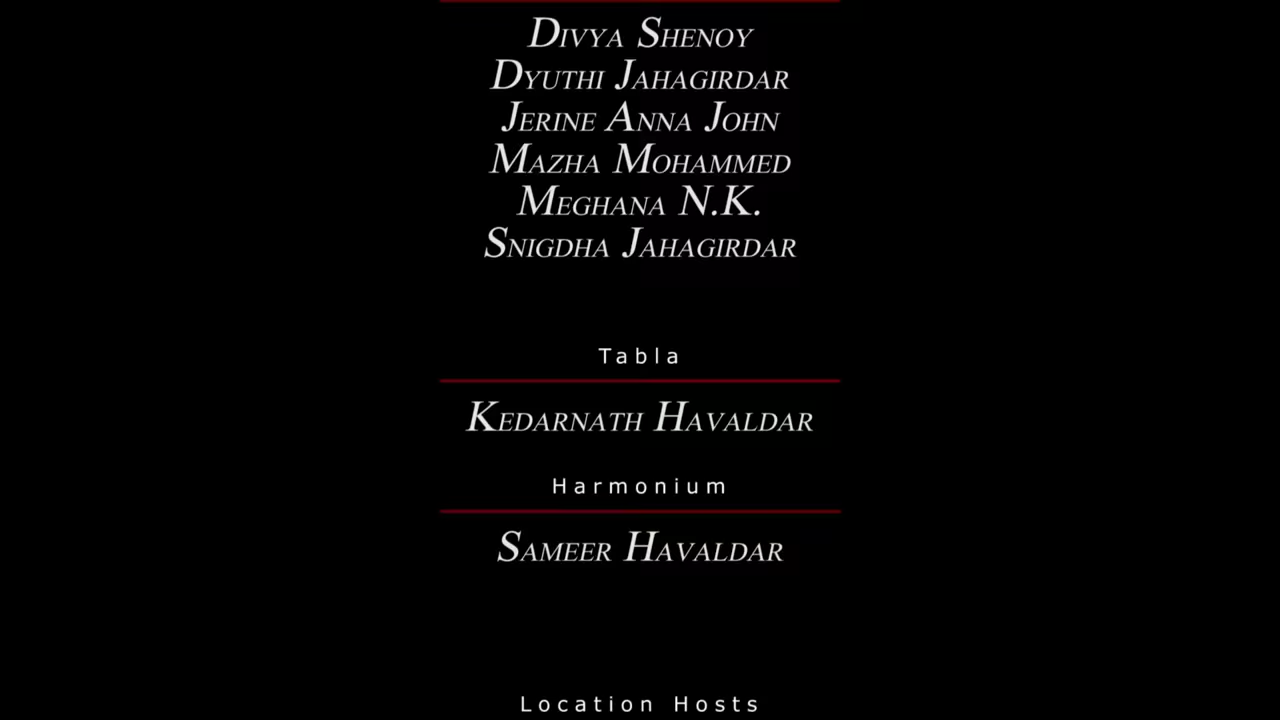 Divya Shenoy
Dyuthi Jahagirdar
Jerine Anna John
Mazha Mohammed
Meghana N.K.
Snigdha Jahagirdar
Tabla
Kedarnath Havaldar
Harmonium
Sameer Havaldar
Location Hosts